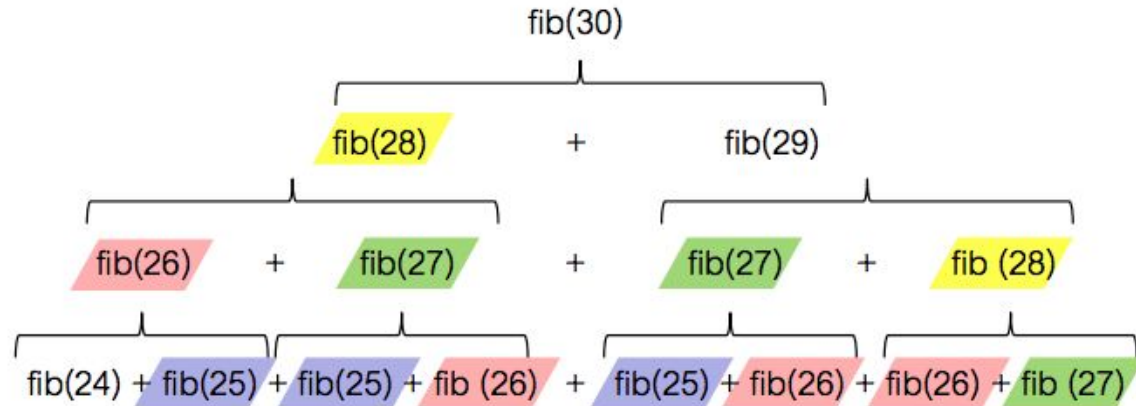 fib(30)
fib(28) + fib(29)
fib(26) + fib(27) + fib(27) + fib (28)
fib(24) + fib(25) + fib(25) + fib (26) + fib(25) + fib(26) + fib(26) + fib (27)